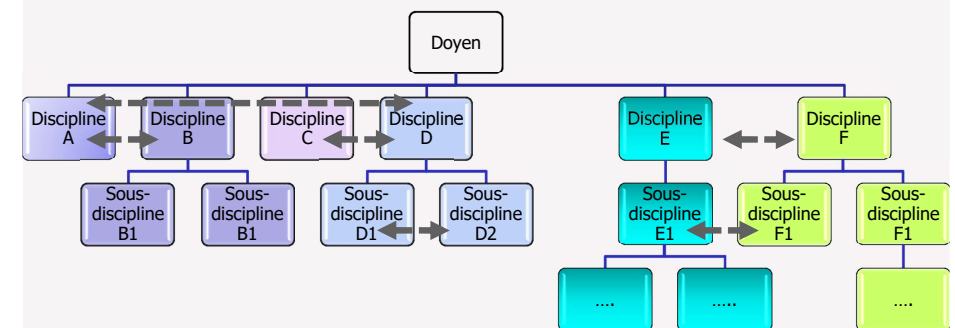 Doyen
Discipline
A
Discipline
B
Discipline
C
Discipline
D
Discipline
E
Discipline
F
Sous-
discipline
B1
Sous-
discipline
B1
Sous-
discipline
D1
Sous-
discipline
D2
Sous-
discipline
E1
Sous-
discipline
F1
Sous-
discipline
F1
....
.....
....